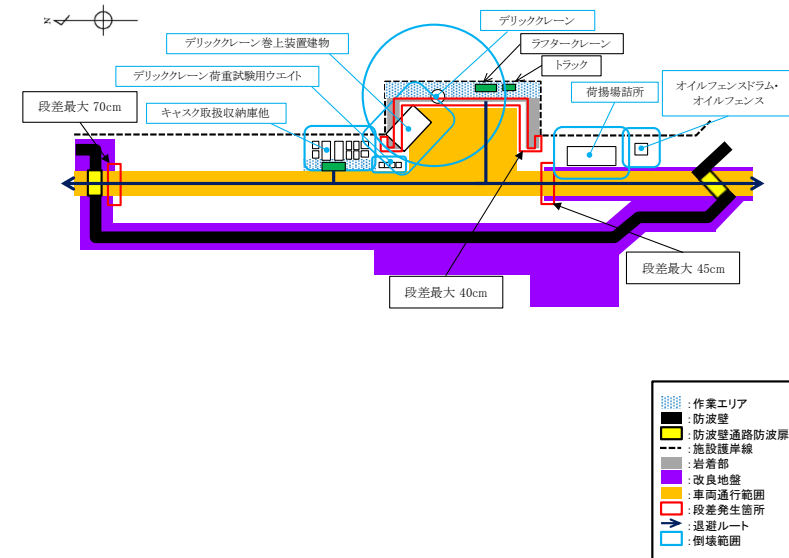 N
デリッククレーン
デリッククレーン巻上装置建物
ラフタークレーン
トラック
デリッククレーン荷重試験用ウエイト
荷揚場詰所
オイルフェンスドラム・
オイルフェンス
段差最大 70cm
キャスク取扱収納庫他
段差最大 40cm
段差最大 45cm
:作業エリア
:防波壁
:防波壁通路防波扉
:施設護岸線
:岩着部
:改良地盤
:車両通行範囲
:段差発生箇所
:退避ルート
:倒壊範囲